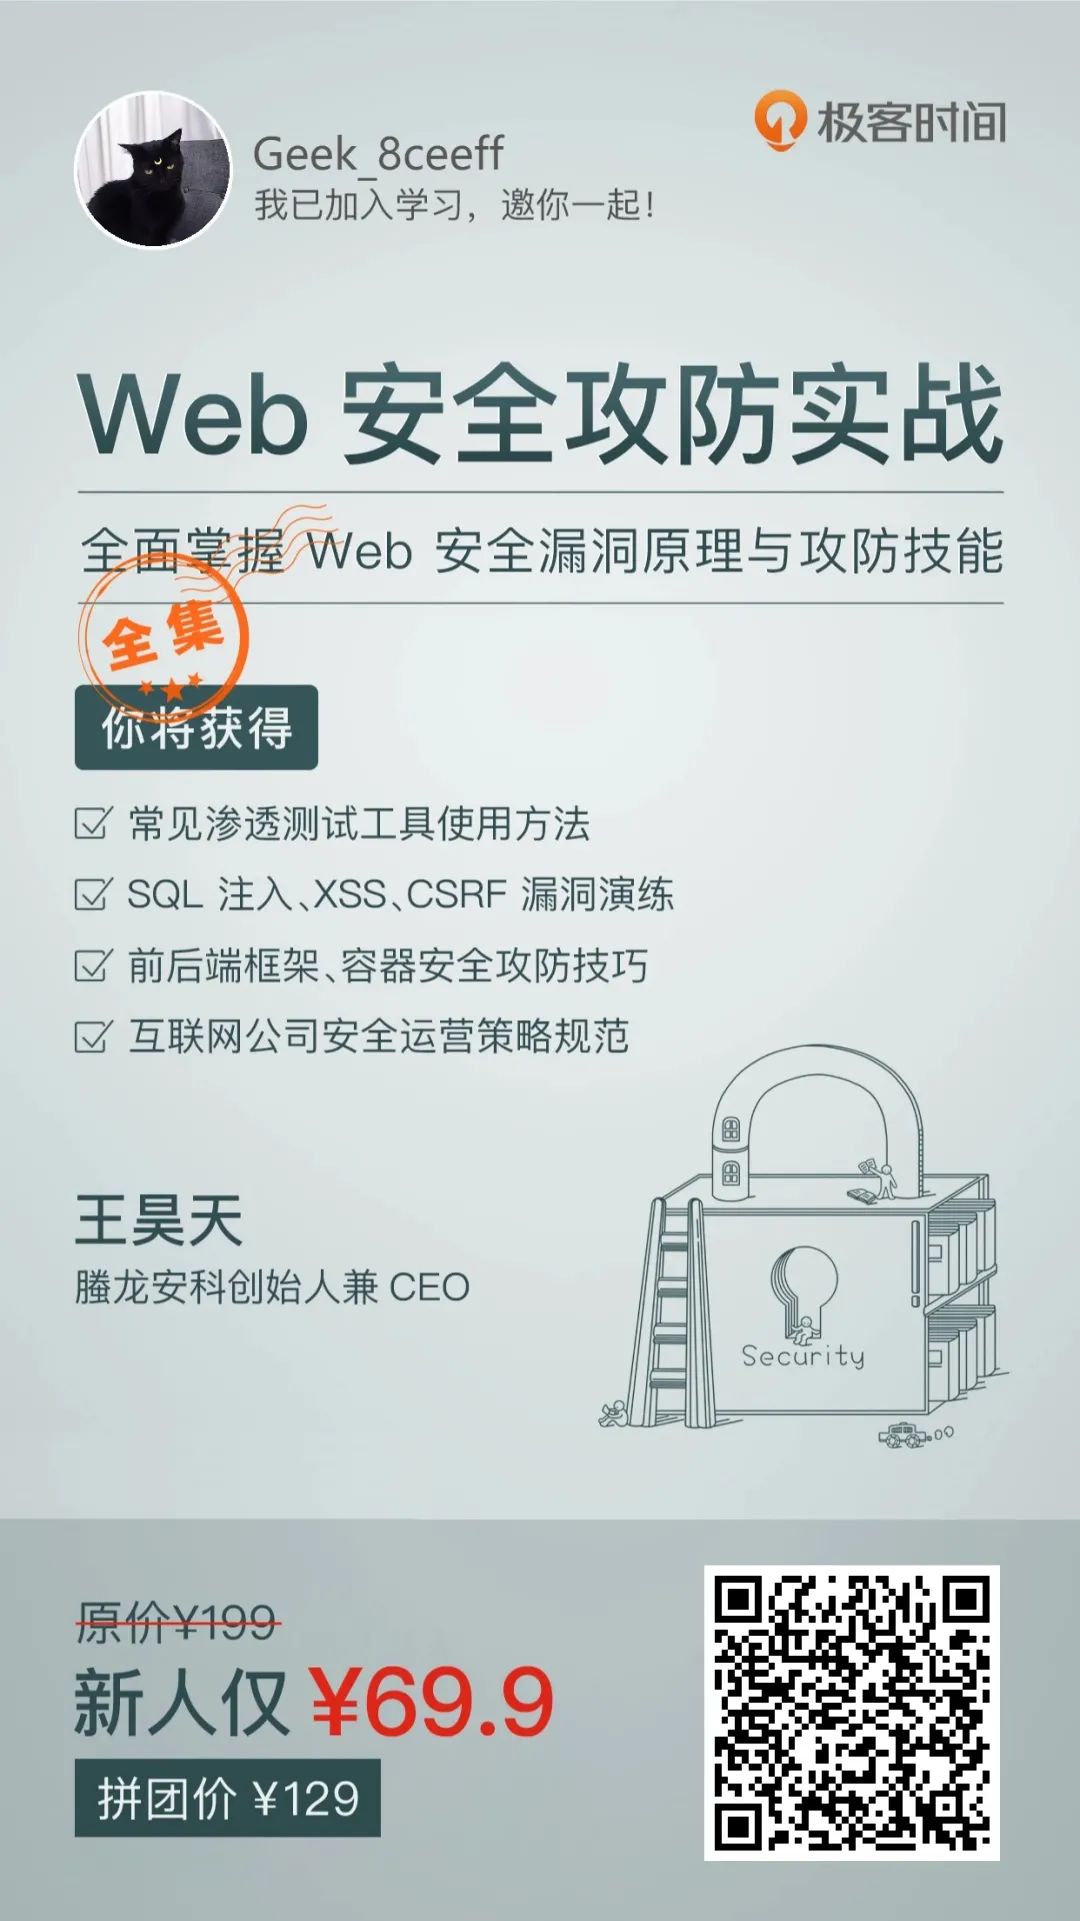 Geek_8ceeff
我已加入学习，邀你一起！
极客时间
Web 安全攻防实战
全面掌握 Web 安全漏洞原理与攻防技能
全集
你将获得
常见渗透测试工具使用方法
SQL 注入、XSS、CSRF 漏洞演练
前后端框架、容器安全攻防技巧
互联网公司安全运营策略规范
王昊天
螣龙安科创始人兼 CEO
Security
原价¥199
新人仅 ¥69.9
拼团价 ¥129